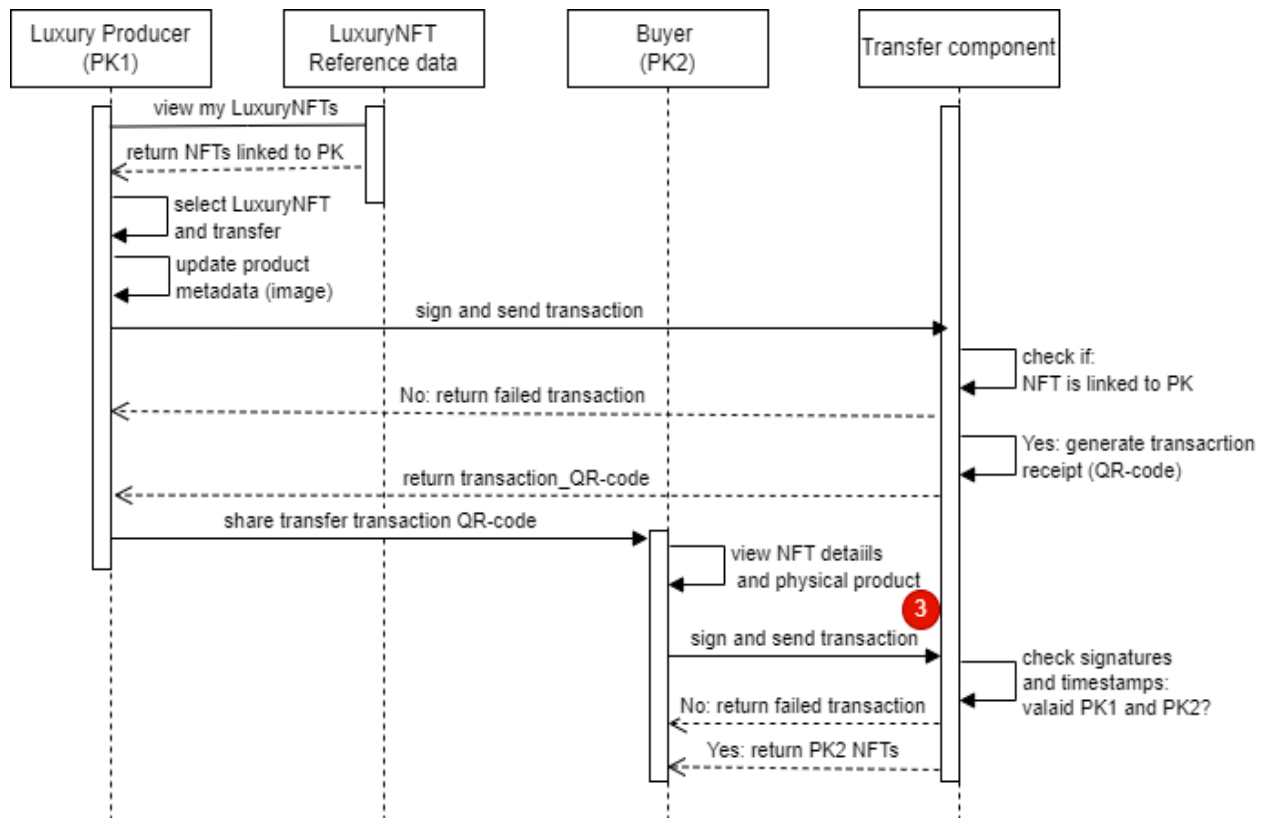 Luxury Producer
(PK1)
LuxuryNFT
Reference data
Buyer
(PK2)
Transfer component
view my LuxuryNFTs
return NFTs linked to PK
select LuxuryNFT
and transfer
update product
metadata (image)
sign and send transaction
check if:
NFT is linked to PK
No: return failed transaction
Yes: generate transacrtion
receipt (QR-code)
return transaction_QR-code
share transfer transaction QR-code
view NFT detaiils
and physical product
3
sign and send transaction
check signatures
and timestamps:
valaid PK1 and PK2?
No: return failed transaction
Yes: return PK2 NFTs